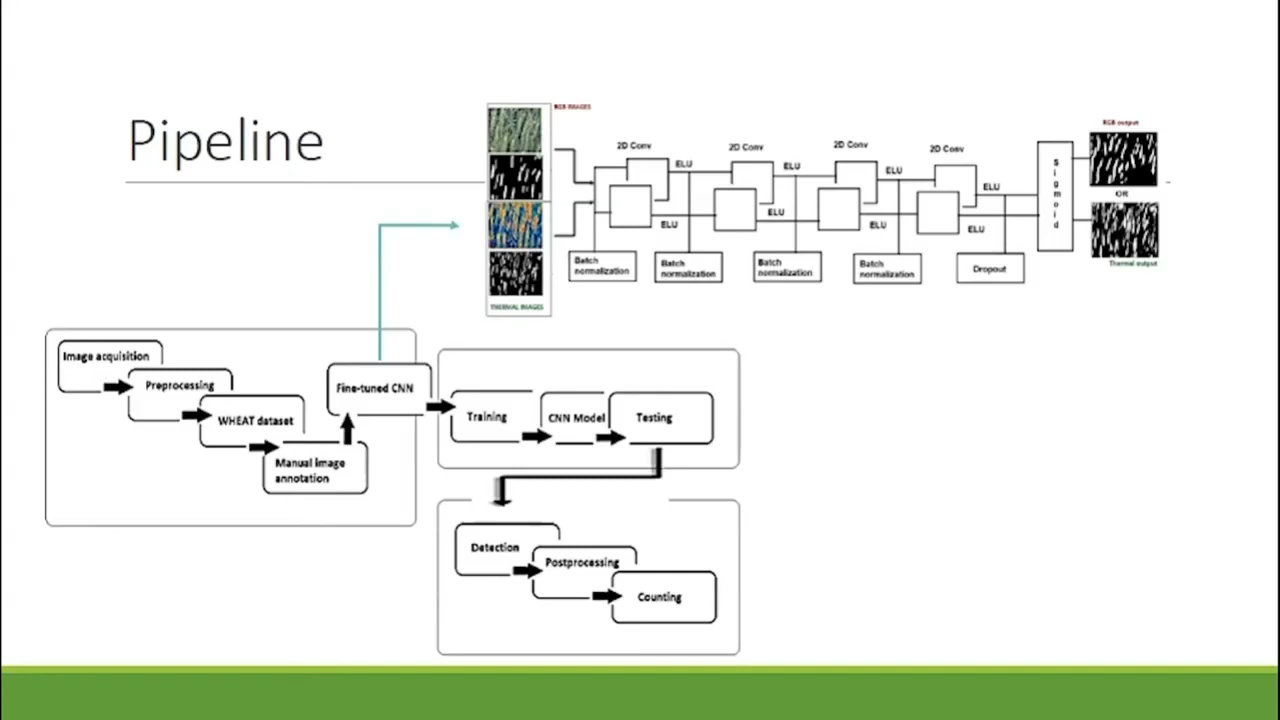 Pipeline
RGB IMAGES
THERMAL IMAGES
2D Conv
2D Conv
2D Conv
2D Conv
ELU
ELU
ELU
ELU
ELU
ELU
ELU
ELU
Batch
normalization
Batch
normalization
Batch
normalization
Batch
normalization
Dropout
Sigmoid
RGB output
OR
Thermal output
Image acquisition
Preprocessing
WHEAT dataset
Manual image
annotation
Fine-tuned CNN
Training
CNN Model
Testing
Detection
Postprocessing
Counting